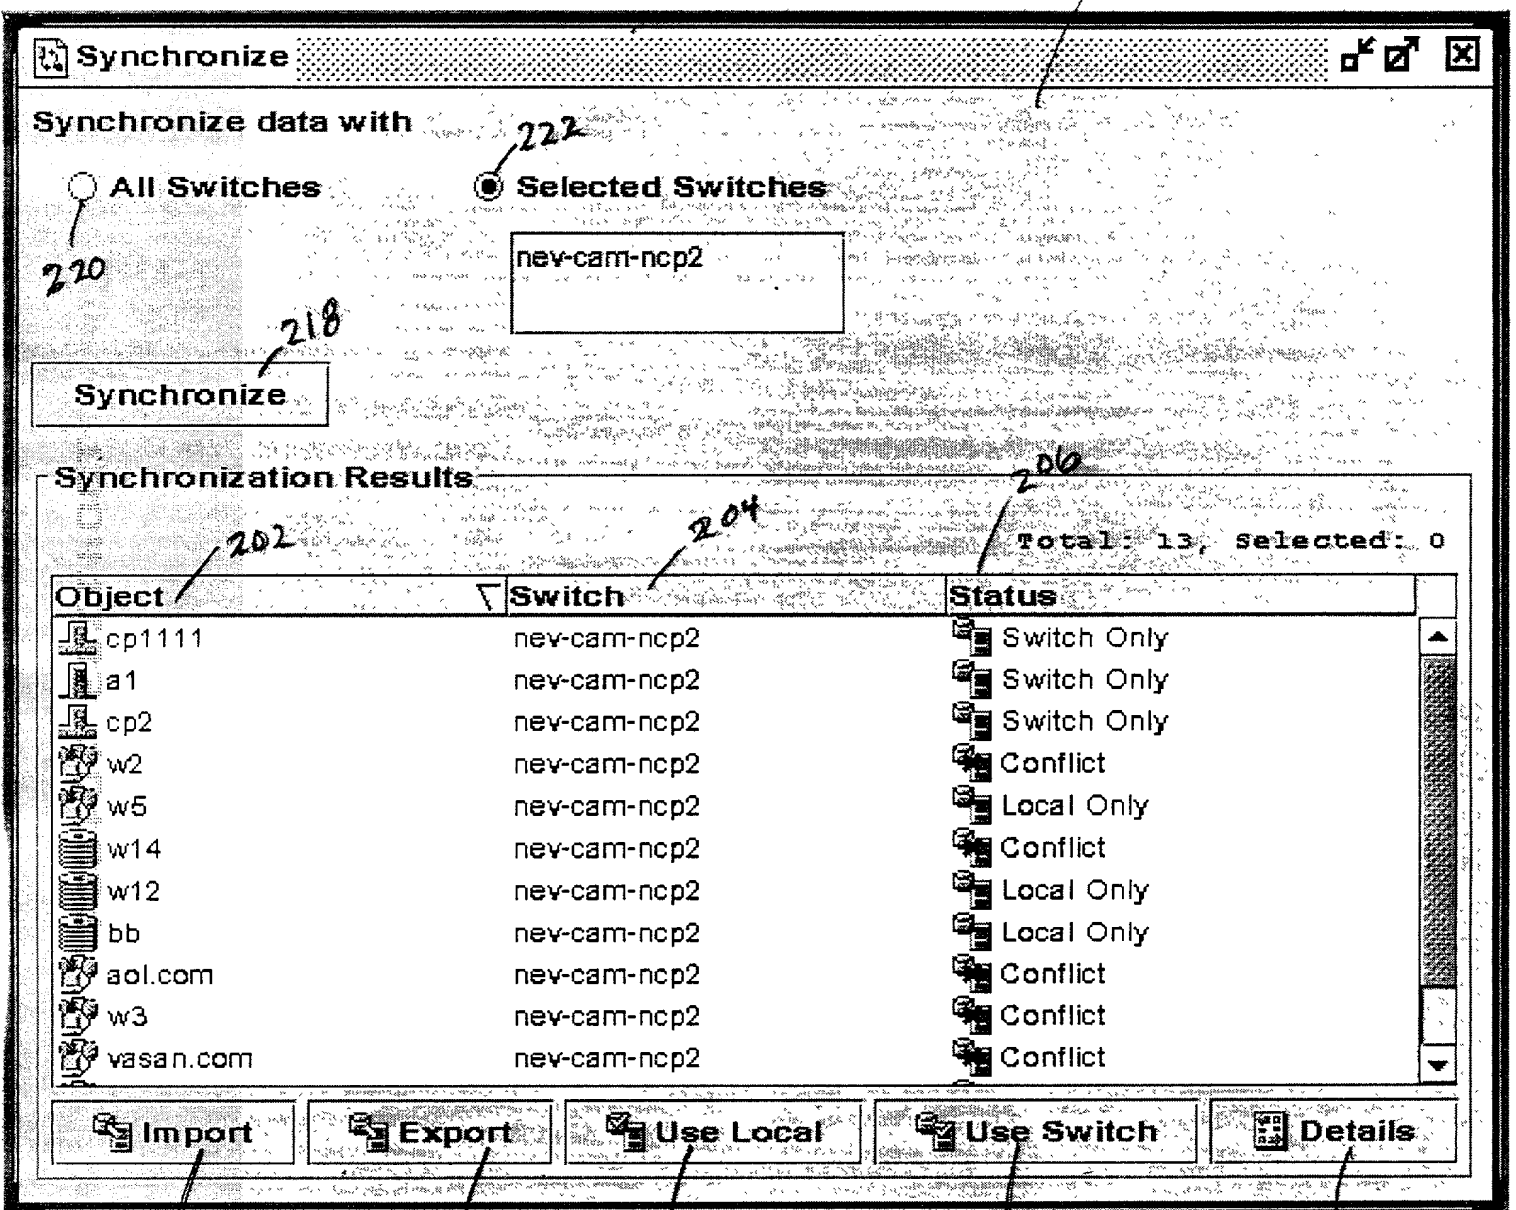 Synchronize
Synchronize data with
222
All Switches Selected Switches
220
nev-cam-ncp2
218
Synchronize
Synchronization Results
206
202 204
Total: 13, Selected: 0
Object Switch Status
cp1111 nev-cam-ncp2 Switch Only
a1 nev-cam-ncp2 Switch Only
cp2 nev-cam-ncp2 Switch Only
w2 nev-cam-ncp2 Conflict
w5 nev-cam-ncp2 Local Only
w14 nev-cam-ncp2 Conflict
w12 nev-cam-ncp2 Local Only
bb nev-cam-ncp2 Local Only
aol.com nev-cam-ncp2 Conflict
w3 nev-cam-ncp2 Conflict
vasan.com nev-cam-ncp2 Conflict
Import Export Use Local Use Switch Details